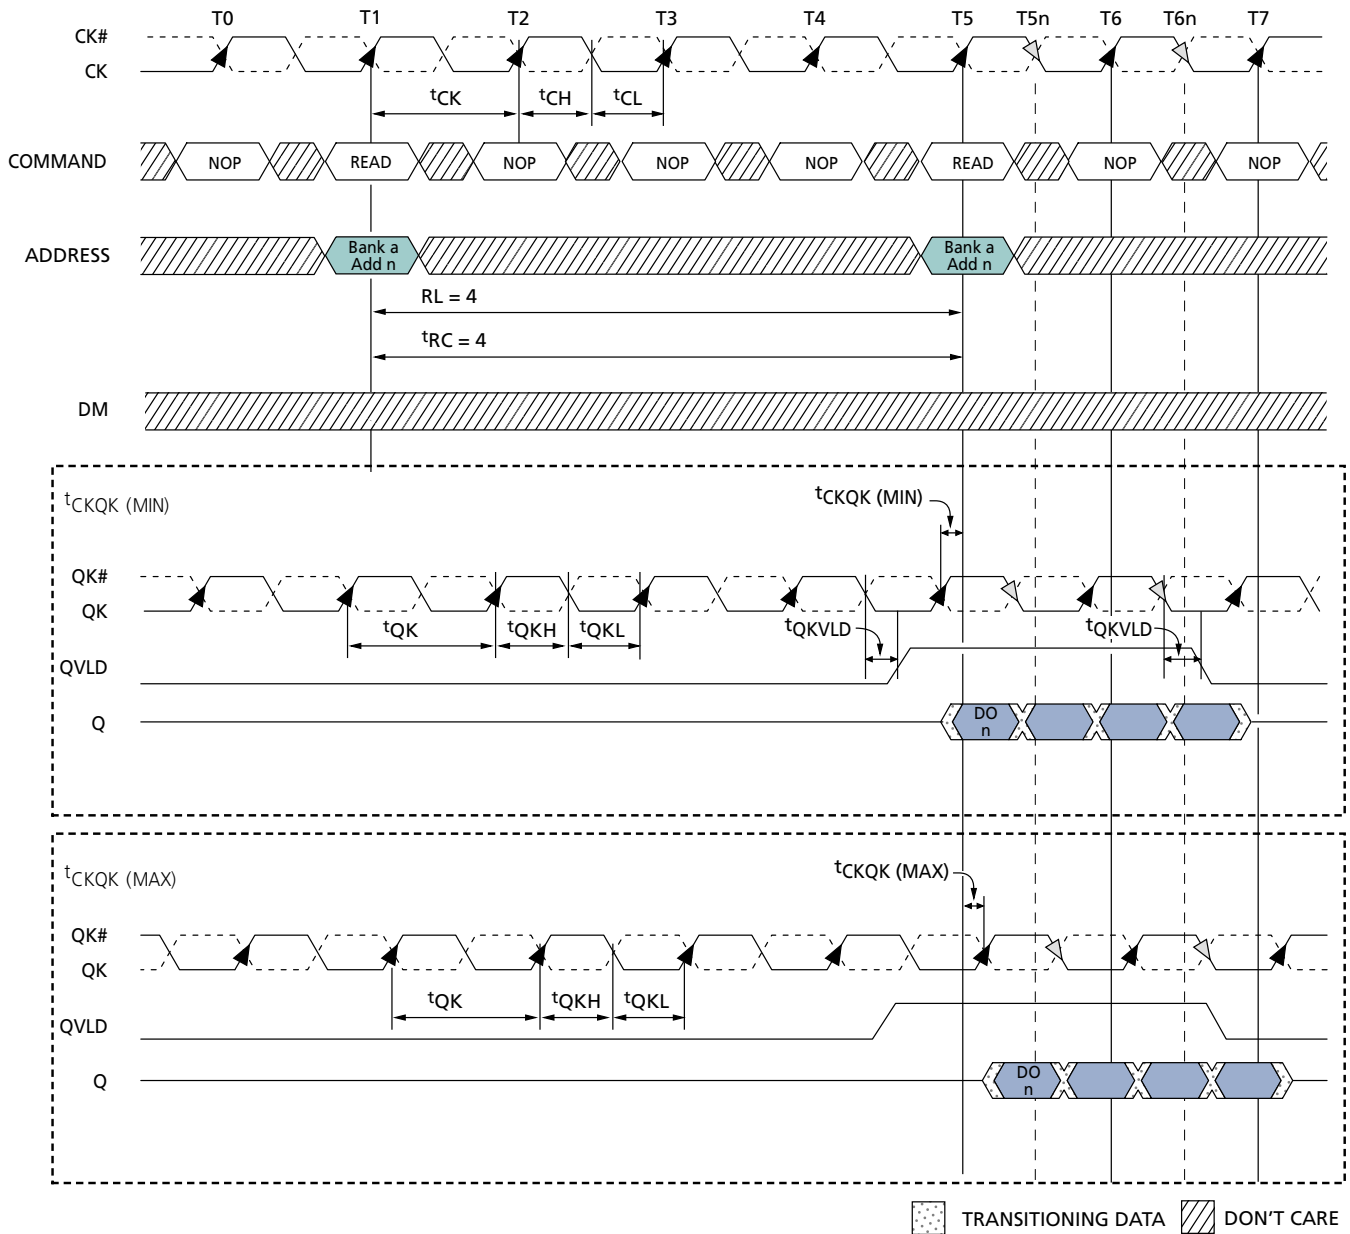 T0 T1 T2 T3 T4 T5 T5n T6 T6n T7
CK#
CK
tCK tCH tCL
COMMAND NOP READ NOP NOP NOP READ NOP NOP
ADDRESS Bank a Add n Bank a Add n
RL = 4
tRC = 4
DM
tCKQK (MIN)
tCKQK (MIN)
QK#
QK
tQK tQKH tQKL tQKVLD tQKVLD
QVLD
Q DO n
tCKQK (MAX)
tCKQK (MAX)
QK#
QK
tQK tQKH tQKL
QVLD
Q DO n
TRANSITIONING DATA DON'T CARE